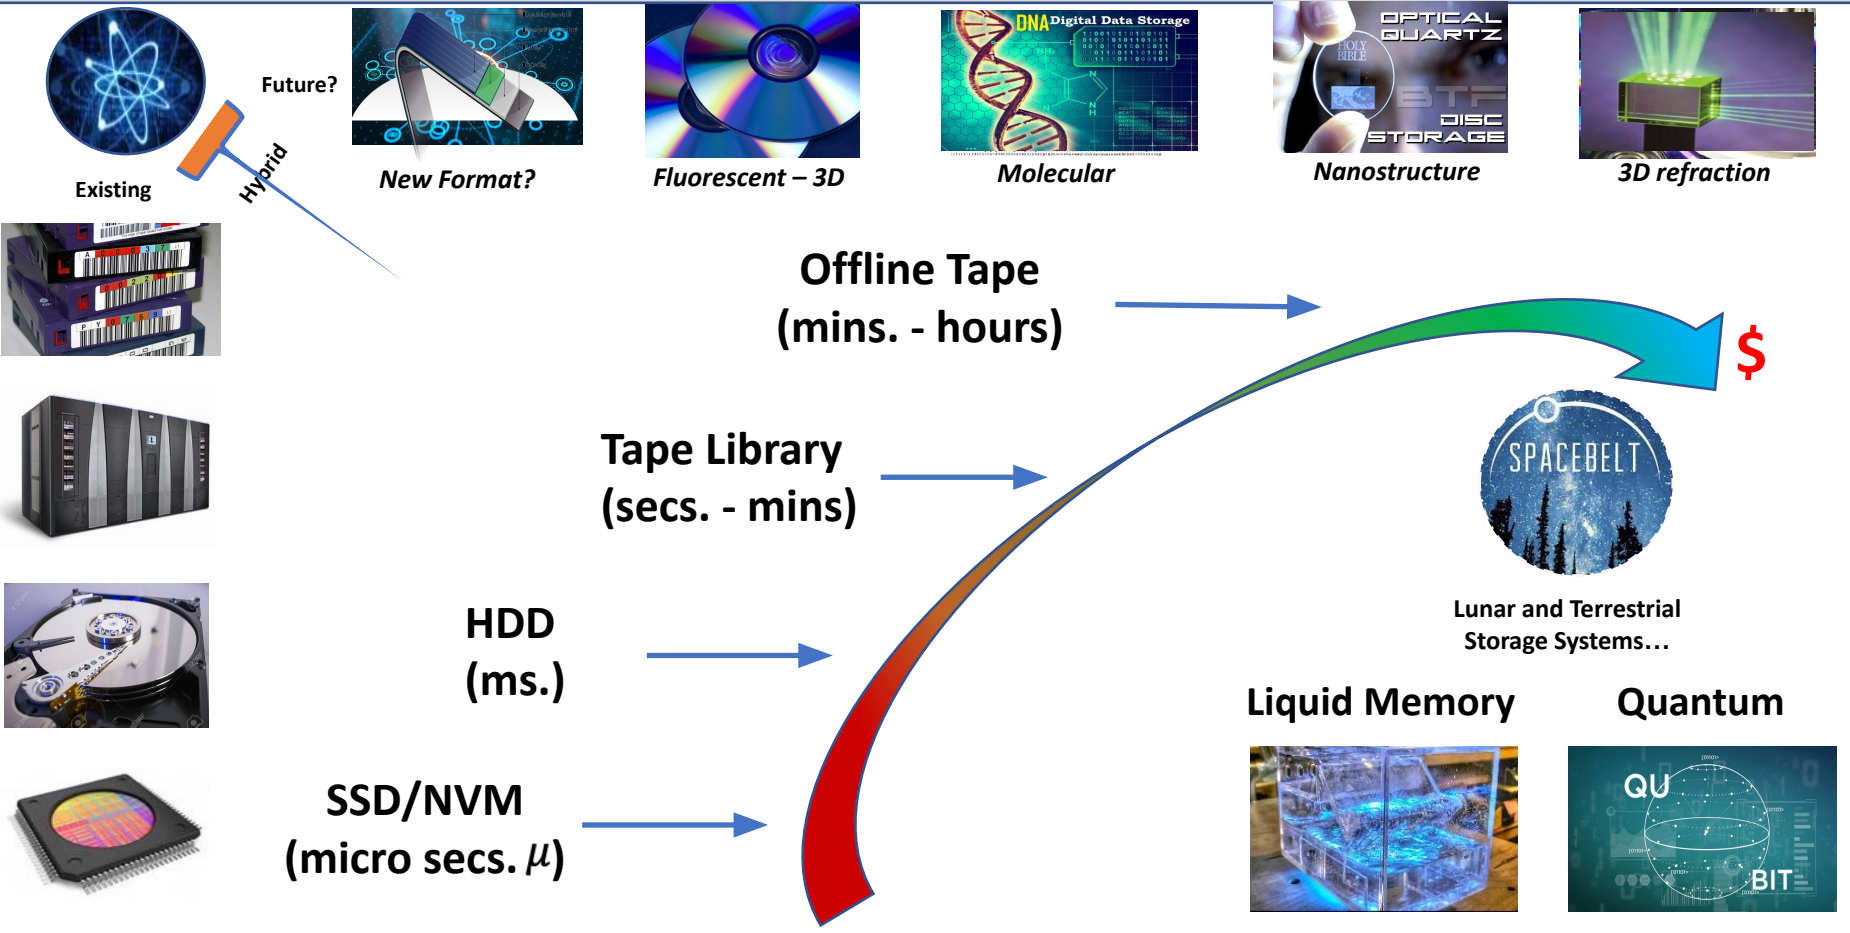 Future?
Existing
Hybrid
New Format?
Fluorescent – 3D
DNA Digital Data Storage
Molecular
OPTICAL
QUARTZ
HOLY
BIBLE
BTF
DISC
STORAGE
Nanostructure
3D refraction
Offline Tape
(mins. - hours)
$
Tape Library
(secs. - mins)
SPACEBELT
Lunar and Terrestrial
Storage Systems...
HDD
(ms.)
Liquid Memory
Quantum
SSD/NVM
(micro secs. μ)
QU
BIT